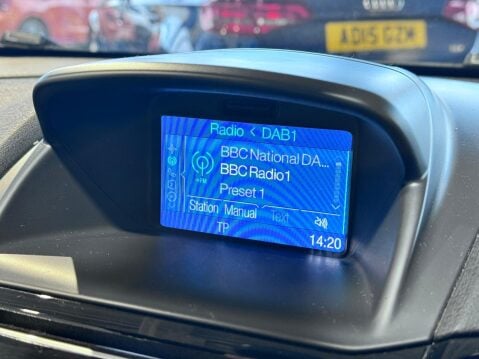 AD15 GZM
Radio < DAB1
BBC National DA...
BBC Radio1
Preset 1
Station Manual Text
TP 14:20